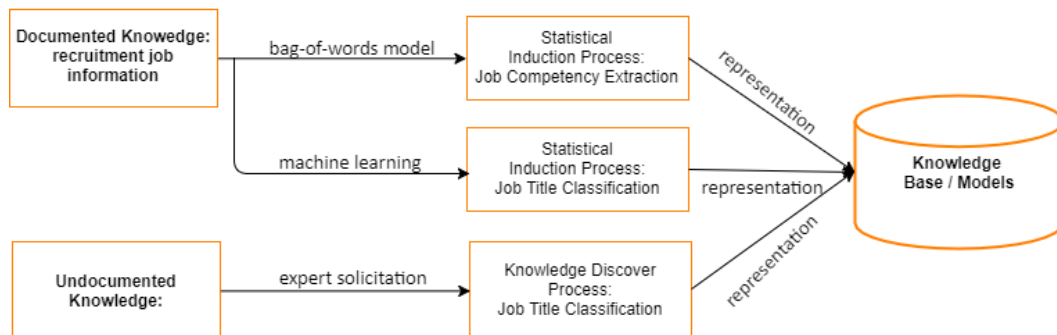 Documented Knowedge:
recruitment job
information
bag-of-words model
Statistical
Induction Process:
Job Competency Extraction
representation
machine learning
Statistical
Induction Process:
Job Title Classification
representation
Knowledge
Base / Models
Undocumented
Knowledge:
expert solicitation
Knowledge Discover
Process:
Job Title Classification
representation